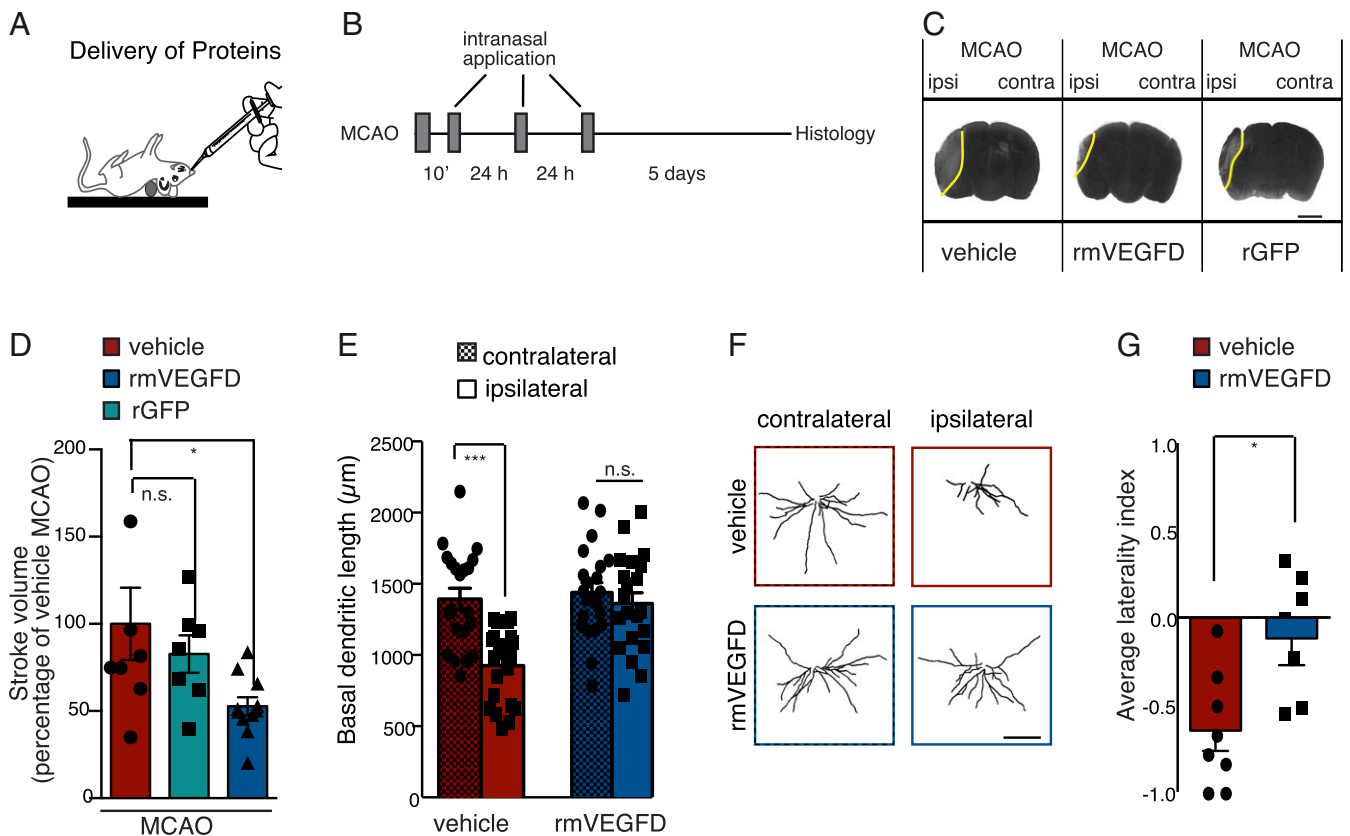 A
Delivery of Proteins
B
intranasal
application
MCAO
Histology
10’ 24 h 24 h 5 days
C
MCAO MCAO MCAO
ipsi contra ipsi contra ipsi contra
vehicle rmVEGFD rGFP
D
vehicle
rmVEGFD
rGFP
Stroke volume
(percentage of vehicle MCAO)
200
150
100
50
0
*
n.s.
MCAO
E
contralateral
ipsilateral
Basal dendritic length (µm)
2500
2000
1500
1000
500
0
***
n.s.
vehicle rmVEGFD
F
contralateral ipsilateral
vehicle
rmVEGFD
G
vehicle
rmVEGFD
Average laterality index
1.0
0.5
0.0
-0.5
-1.0
*